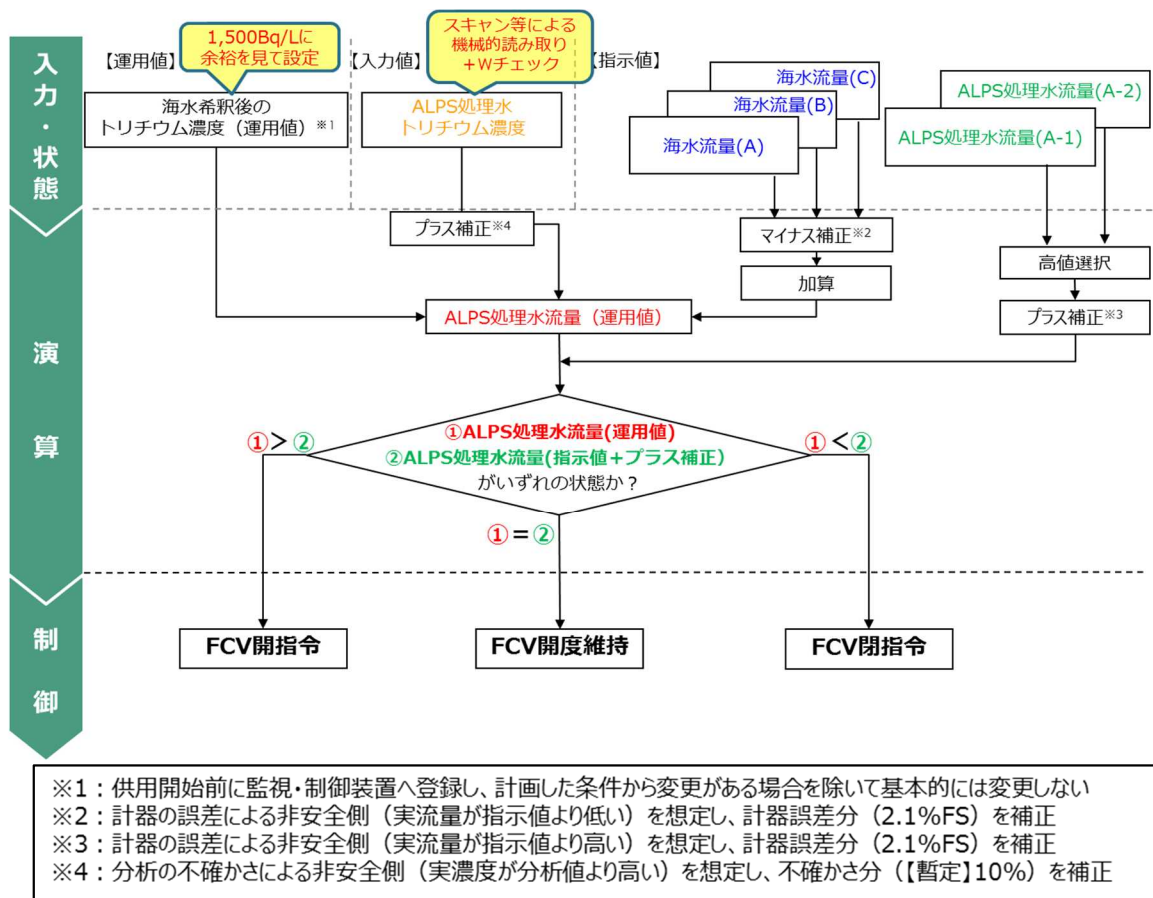 入力・状態
【運用値】
1,500Bq/Lに
余裕を見て設定
【入力値】
スキャン等による
機械的読み取り
+Wチェック
【指示値】
海水希釈後の
トリチウム濃度（運用値）※1
ALPS処理水
トリチウム濃度
海水流量(C)
海水流量(B)
海水流量(A)
ALPS処理水流量(A-2)
ALPS処理水流量(A-1)
演算
プラス補正※4
マイナス補正※2
加算
高値選択
プラス補正※3
ALPS処理水流量（運用値）
①ALPS処理水流量(運用値)
②ALPS処理水流量(指示値＋プラス補正）
がいずれの状態か？
①＞②
①＜②
①＝②
制御
FCV開指令
FCV開度維持
FCV閉指令
※1：供用開始前に監視・制御装置へ登録し、計画した条件から変更がある場合を除いて基本的には変更しない
※2：計器の誤差による非安全側（実流量が指示値より低い）を想定し、計器誤差分（2.1%FS）を補正
※3：計器の誤差による非安全側（実流量が指示値より高い）を想定し、計器誤差分（2.1%FS）を補正
※4：分析の不確かさによる非安全側（実濃度が分析値より高い）を想定し、不確かさ分（【暫定】10%）を補正